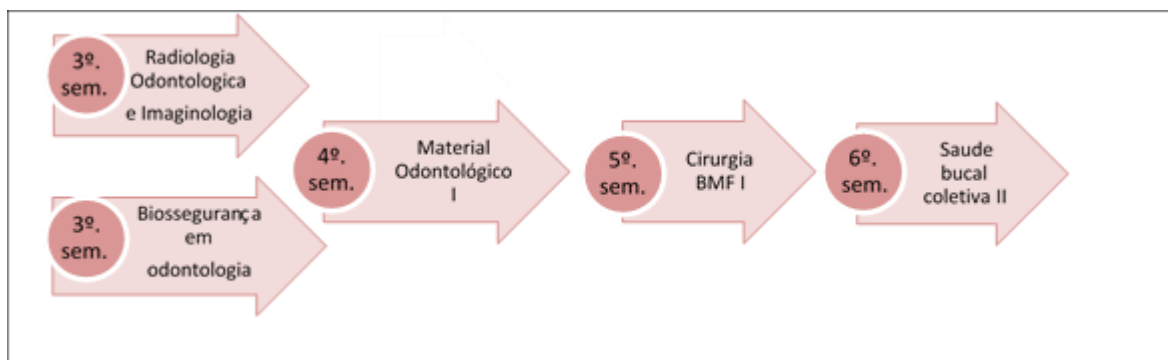 3º.
sem.
Radiologia
Odontologica
e Imaginologia
3º.
sem.
Biossegurança
em
odontologia
4º.
sem.
Material
Odontológico
I
5º.
sem.
Cirurgia
BMF I
6º.
sem.
Saude
bucal
coletiva II